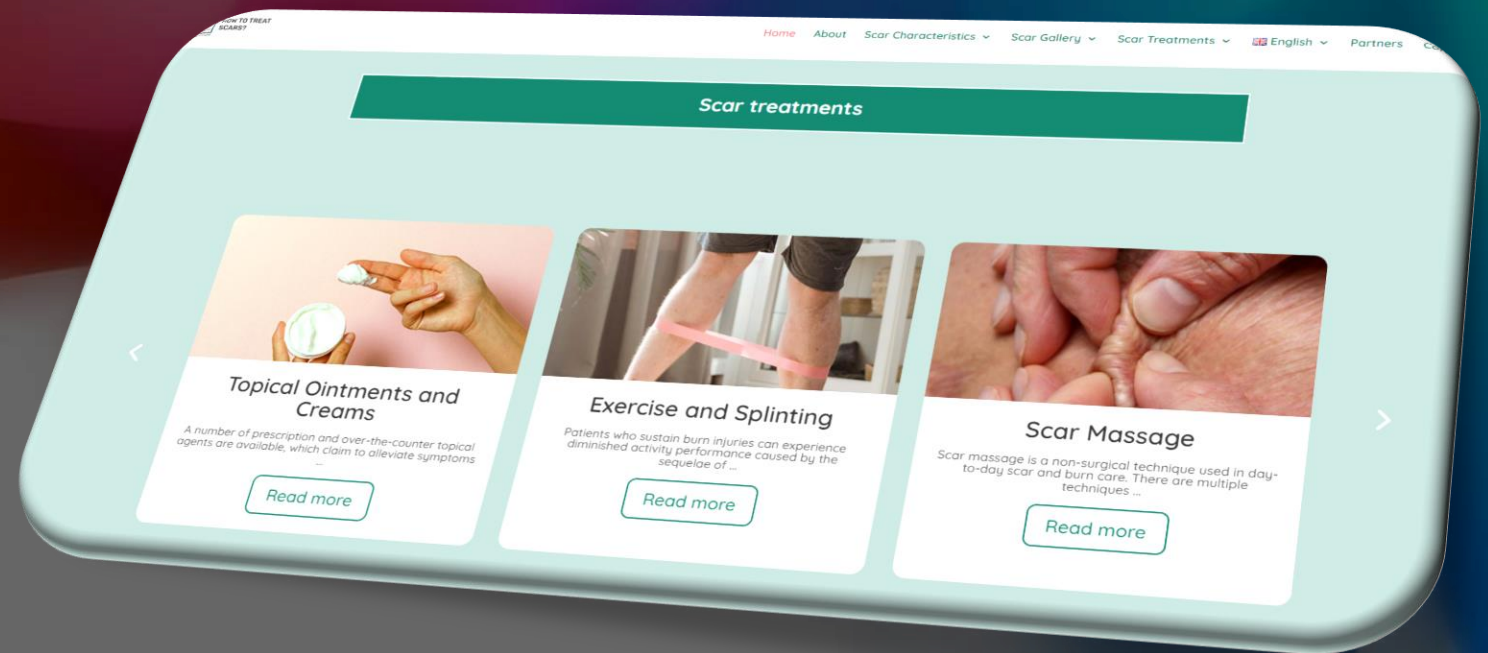 HOW TO TREAT
SCARS?
Home About Scar Characteristics Scar Gallery Scar Treatments English Partners
Scar treatments
Topical Ointments and
Creams
A number of prescription and over-the-counter topical
agents are available, which claim to alleviate symptoms
...
Read more
Exercise and Splinting
Patients who sustain burn injuries can experience
diminished activity performance caused by the
sequelae of ...
Read more
Scar Massage
Scar massage is a non-surgical technique used in day-
to-day scar and burn care. There are multiple
techniques ...
Read more